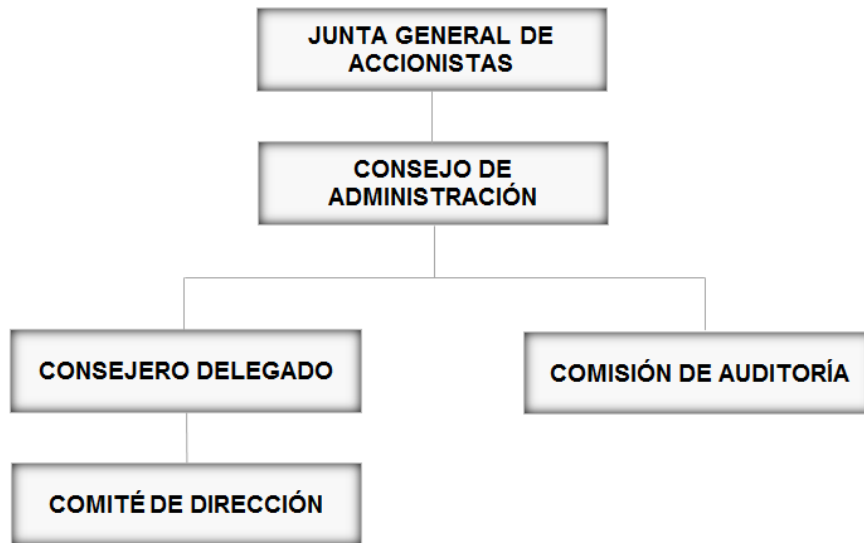 JUNTA GENERAL DE
ACCIONISTAS
CONSEJO DE
ADMINISTRACIÓN
CONSEJERO DELEGADO
COMISIÓN DE AUDITORÍA
COMITÉ DE DIRECCIÓN